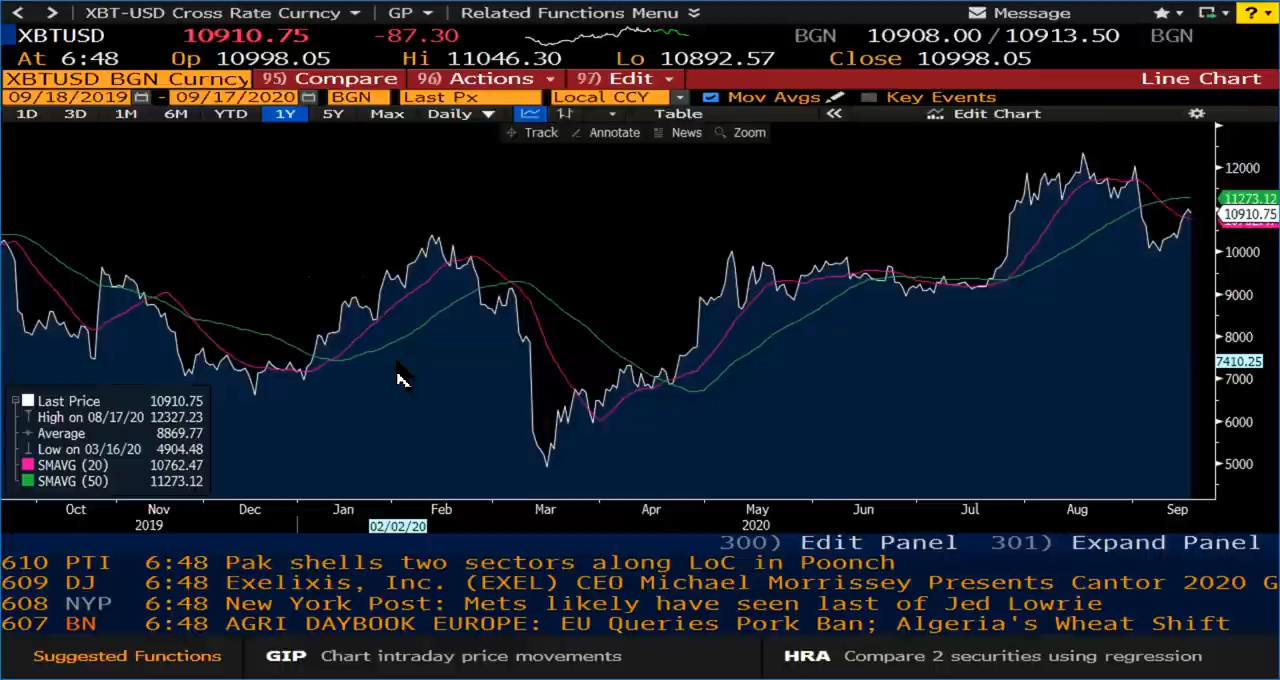 < > XBT-USD Cross Rate Curncy GP Related Functions Menu Message ?
XBTUSD 10910.75 -87.30 BGN 10908.00 / 10913.50 BGN
At 6:48 Op 10998.05 Hi 11046.30 Lo 10892.57 Close 10998.05
XBTUSD BGN Curncy 95) Compare 96) Actions 97) Edit Line Chart
09/18/2019 - 09/17/2020 BGN Last Px Local CCY Mov Avgs Key Events
1D 3D 1M 6M YTD 1Y 5Y Max Daily Table « Edit Chart
Track Annotate News Zoom
12000
11273.12
10910.75
10000
9000
8000
7410.25
7000
6000
5000
Last Price 10910.75
High on 08/17/20 12327.23
Average 8869.77
Low on 03/16/20 4904.48
SMAVG (20) 10762.47
SMAVG (50) 11273.12
Oct Nov Dec Jan Feb Mar Apr May Jun Jul Aug Sep
2019 02/02/20 2020
300) Edit Panel 301) Expand Panel
610 PTI 6:48 Pak shells two sectors along LoC in Poonch
609 DJ 6:48 Exelixis, Inc. (EXEL) CEO Michael Morrissey Presents Cantor 2020 G
608 NYP 6:48 New York Post: Mets likely have seen last of Jed Lowrie
607 BN 6:48 AGRI DAYBOOK EUROPE: EU Queries Pork Ban; Algeria's Wheat Shift
Suggested Functions GIP Chart intraday price movements HRA Compare 2 securities using regression